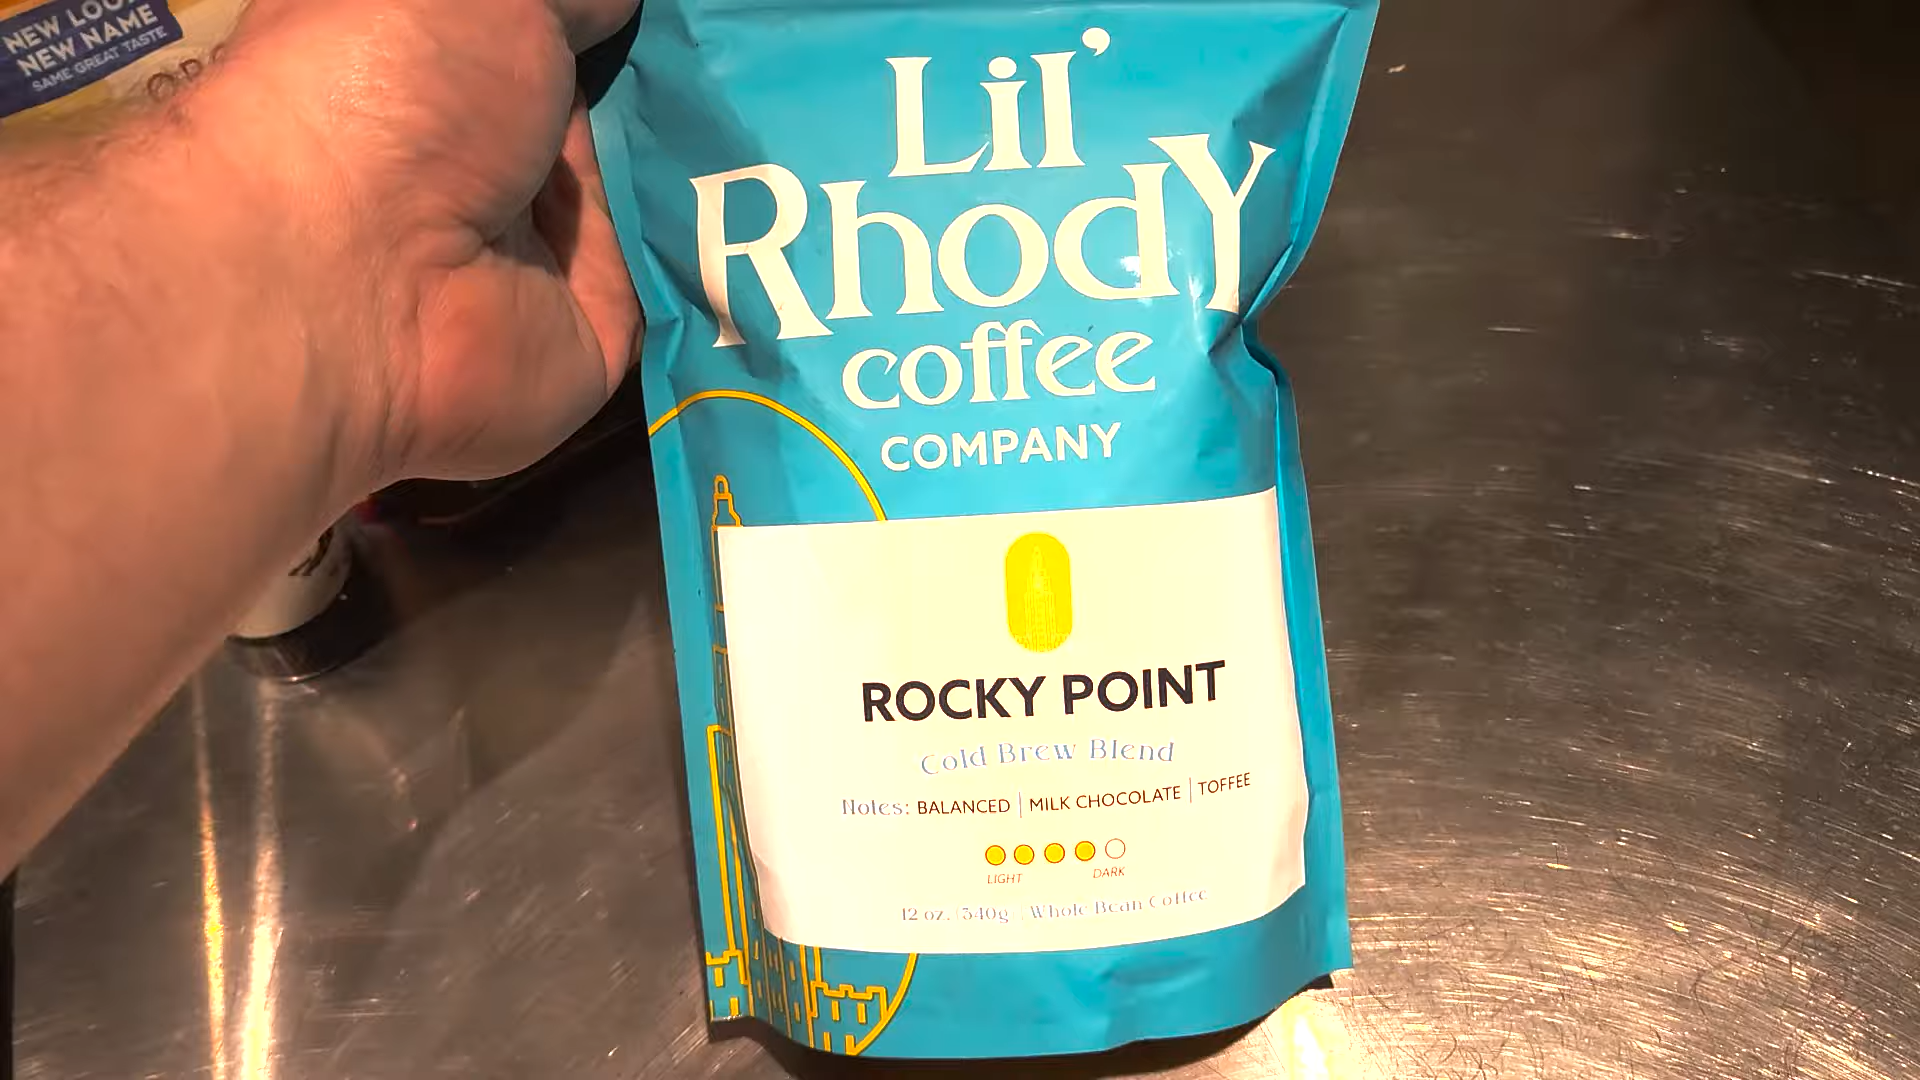 NEW LOOK
NEW NAME
SAME GREAT TASTE
Lil'
Rhody
coffee
COMPANY
ROCKY POINT
Cold Brew Blend
Notes: BALANCED | MILK CHOCOLATE | TOFFEE
LIGHT DARK
12 oz. (340g) | Whole Bean Coffee